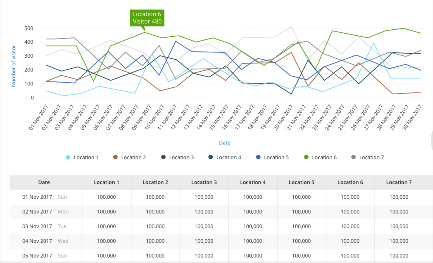 Location 6
Visitor 480
Number of visitor
500
400
300
200
100
0
01 Nov 2017
02 Nov 2017
03 Nov 2017
04 Nov 2017
05 Nov 2017
06 Nov 2017
07 Nov 2017
08 Nov 2017
09 Nov 2017
10 Nov 2017
11 Nov 2017
12 Nov 2017
13 Nov 2017
14 Nov 2017
15 Nov 2017
16 Nov 2017
17 Nov 2017
18 Nov 2017
19 Nov 2017
20 Nov 2017
21 Nov 2017
22 Nov 2017
23 Nov 2017
24 Nov 2017
25 Nov 2017
26 Nov 2017
27 Nov 2017
28 Nov 2017
29 Nov 2017
30 Nov 2017
Date
Location 1 Location 2 Location 3 Location 4 Location 5 Location 6 Location 7
Date Location 1 Location 2 Location 3 Location 4 Location 5 Location 6 Location 7
01 Nov 2017 Sun 100,000 100,000 100,000 100,000 100,000 100,000 100,000
02 Nov 2017 Mon 100,000 100,000 100,000 100,000 100,000 100,000 100,000
03 Nov 2017 Tue 100,000 100,000 100,000 100,000 100,000 100,000 100,000
04 Nov 2017 Wed 100,000 100,000 100,000 100,000 100,000 100,000 100,000
05 Nov 2017 Sun 100,000 100,000 100,000 100,000 100,000 100,000 100,000